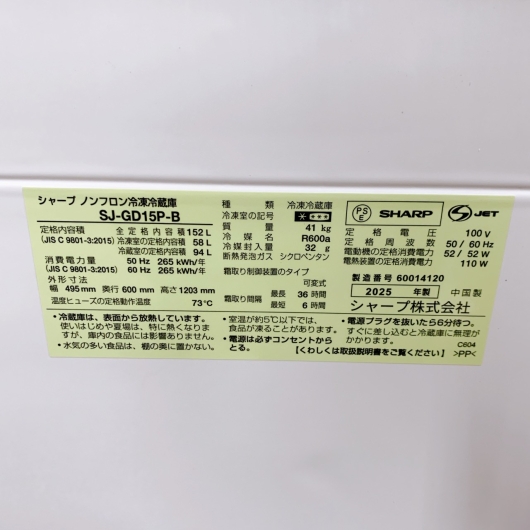 シャープ ノンフロン冷凍冷蔵庫
SJ-GD15P-B
定格内容積 全定格内容積 152 L
(JIS C 9801-3:2015) 冷凍室の定格内容積 58 L
冷蔵室の定格内容積 94 L
消費電力量 50 Hz 265 kWh/年
(JIS C 9801-3:2015) 60 Hz 265 kWh/年
外形寸法
幅 495 mm 奥行 600 mm 高さ 1203 mm
温度ヒューズの定格動作温度 73℃
種類 冷凍冷蔵庫
冷凍室の記号
質量 41 kg
冷媒名 R600a
冷媒封入量 32 g
断熱発泡ガス シクロペンタン
霜取り制御装置のタイプ
可変式
霜取り間隔 最長 36 時間
最短 6 時間
PS
E
SHARP
S JET
定格電圧 100 V
定格周波数 50 / 60 Hz
電動機の定格消費電力 52 / 52 W
電熱装置の定格消費電力
110 W
製造番号 60014120
2025 年製 中国製
シャープ株式会社
・冷蔵庫は、表面から放熱しています。
使いはじめや夏場は、特に熱くなりま
すが、庫内の食品には影響ありません。
・水気の多い食品は、棚の奥に置かない。
・室温が約5℃以下では、
食品が凍ることがあります。
・電源は必ずコンセントから
とる。
・電源プラグを抜いたら6分待つ。
すぐに差し込むと冷蔵庫に無理が
かかります。
C604
【くわしくは取扱説明書をご覧ください】 >PP<